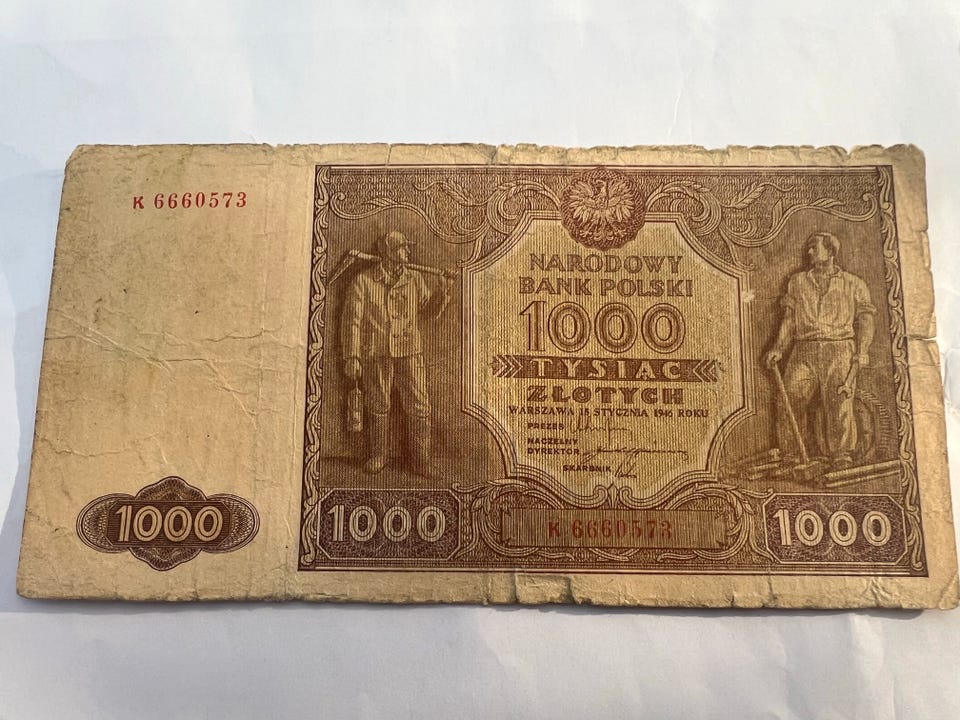 K 6660573
NARODOWY
BANK POLSKI
1000
TYSIĄC
ZŁOTYCH
WARSZAWA 15 STYCZNIA 1946 ROKU
PREZES
NACZELNY
DYREKTOR
SKARBNIK
1000
1000
K 6660573
1000